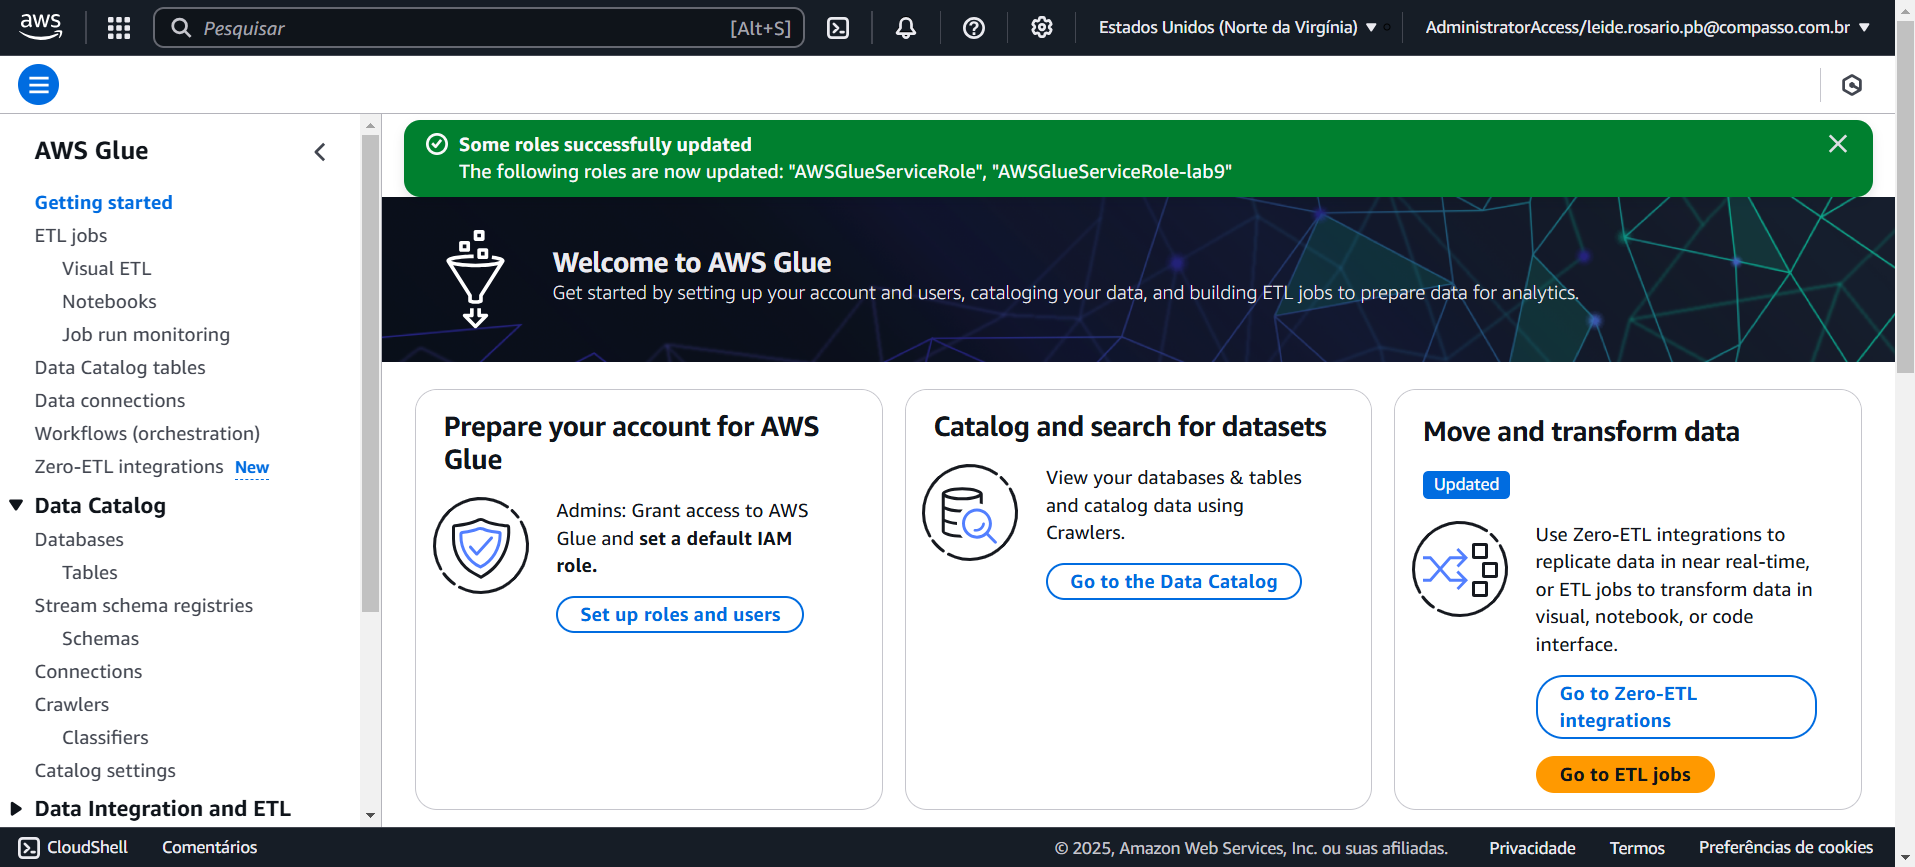 aws
Pesquisar [Alt+S]
Estados Unidos (Norte da Virgínia)
AdministratorAccess/leide.rosario.pb@compasso.com.br
AWS Glue
Getting started
ETL jobs
Visual ETL
Notebooks
Job run monitoring
Data Catalog tables
Data connections
Workflows (orchestration)
Zero-ETL integrations New
Data Catalog
Databases
Tables
Stream schema registries
Schemas
Connections
Crawlers
Classifiers
Catalog settings
Data Integration and ETL
Some roles successfully updated
The following roles are now updated: "AWSGlueServiceRole", "AWSGlueServiceRole-lab9"
Welcome to AWS Glue
Get started by setting up your account and users, cataloging your data, and building ETL jobs to prepare data for analytics.
Prepare your account for AWS
Glue
Admins: Grant access to AWS
Glue and set a default IAM
role.
Set up roles and users
Catalog and search for datasets
View your databases & tables
and catalog data using
Crawlers.
Go to the Data Catalog
Move and transform data
Updated
Use Zero-ETL integrations to
replicate data in near real-time,
or ETL jobs to transform data in
visual, notebook, or code
interface.
Go to Zero-ETL
integrations
Go to ETL jobs
CloudShell
Comentários
© 2025, Amazon Web Services, Inc. ou suas afiliadas.
Privacidade
Termos
Preferências de cookies